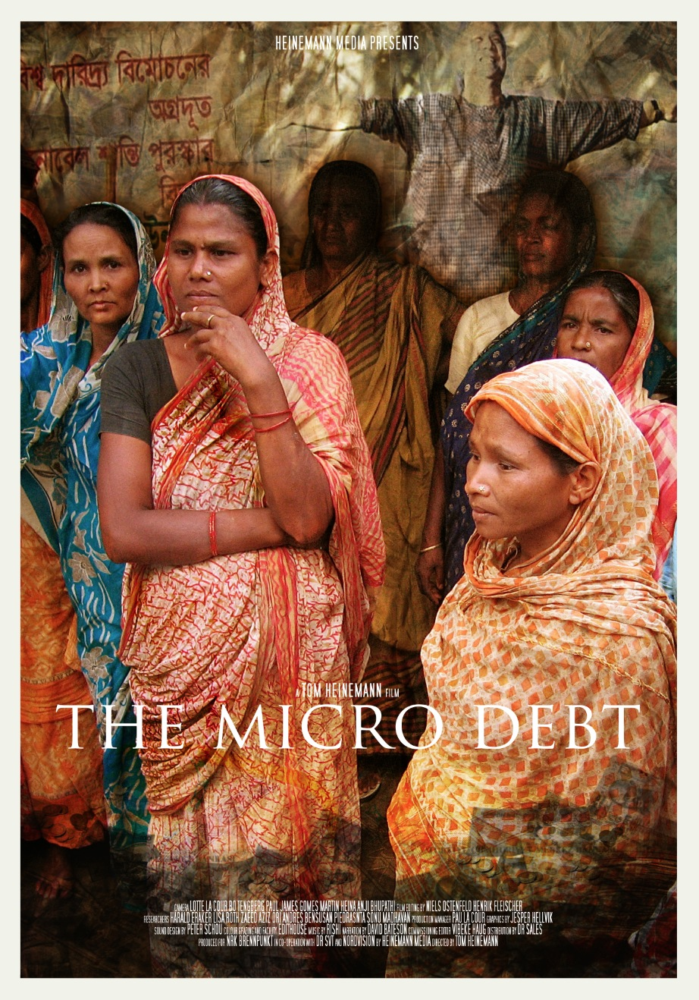 HEINEMANN MEDIA PRESENTS
বিশ্ব দারিদ্র্য বিমোচনের
অগ্রদূত
নোবেল শান্তি পুরস্কার
A TOM HEINEMANN FILM
THE MICRO DEBT
CAMERA LOTTE LA COUR BO TENGBERG PAUL JAMES GOMES MARTIN HEINA ANJI BHUPATHI FILM EDITING BY NIELS OSTENFELD HENRIK FLEISCHER
RESEARCHERS HARALD ERAKER LISA ROTH ZAEED AZIZ ORI ANDRES BENSUSAN PIEDRASNTA SONU MADHAVAN PRODUCTION MANAGER PAU LA COUR GRAPHICS BY JESPER HELLVIK
SOUND DESIGN BY PETER SCHOU COLOUR GRADING AND FACILITY EDITHOUSE MUSIC BY RISHI NARRATION BY DAVID BATESON COMMISSIONING EDITOR VIBEKE HAUG DISTRIBUTION BY DR SALES
PRODUCED FOR NRK BRENNPUNKT IN CO-OPERATION WITH DR SVT AND NORDVISION BY HEINEMANN MEDIA DIRECTED BY TOM HEINEMANN